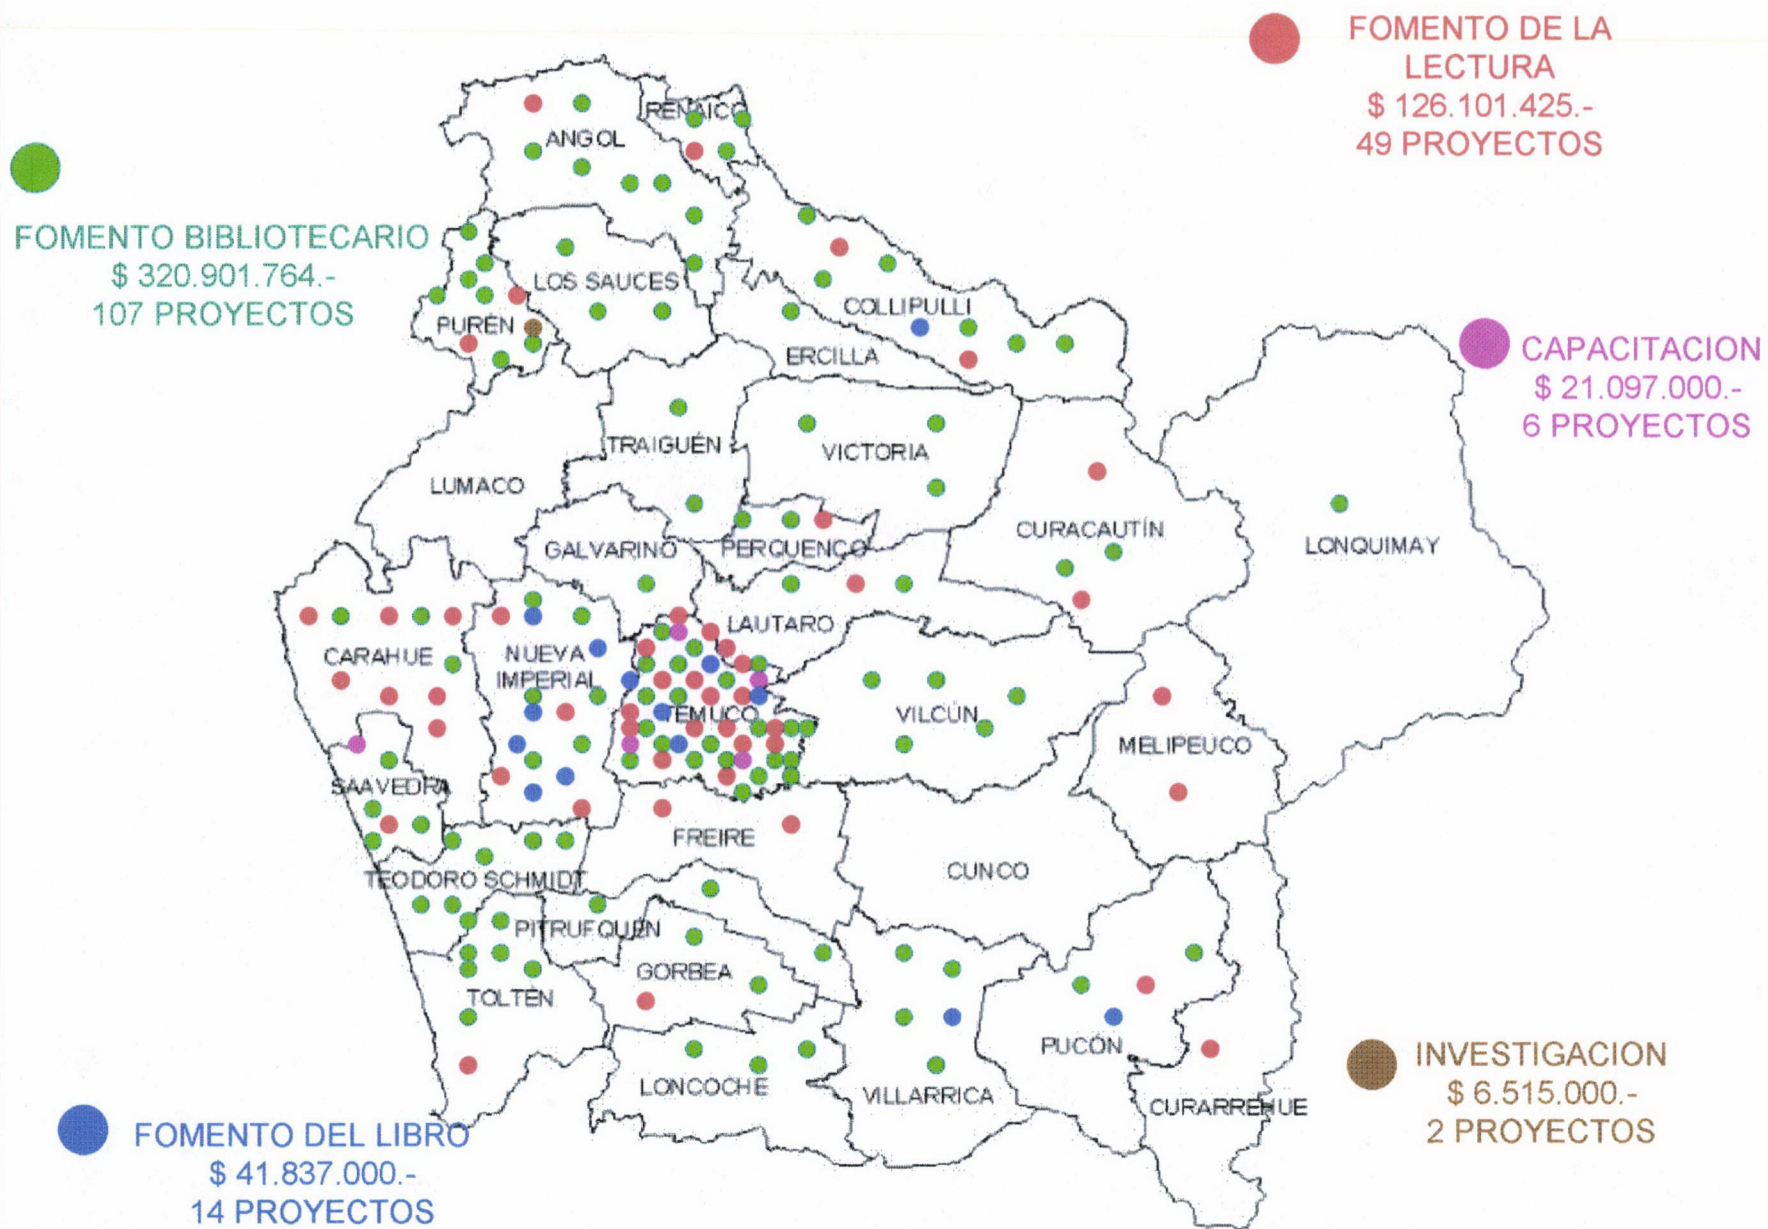 FOMENTO DE LA
LECTURA
$ 126.101.425.-
49 PROYECTOS
RENAICO
ANGOL
FOMENTO BIBLIOTECARIO
$ 320.901.764.-
107 PROYECTOS
LOS SAUCES
COLLIPULLI
PURÉN
ERCILLA
CAPACITACION
$ 21.097.000.-
6 PROYECTOS
TRAIGUÉN
VICTORIA
LUMACO
CURACAUTÍN
LONQUIMAY
GALVARINO
PERQUENCO
LAUTARO
CARAHUE
NUEVA
IMPERIAL
TEMUCO
VILCÚN
MELIPEUCO
SAAVEDRA
FREIRE
CUNCO
TEODORO SCHMIDT
PITRUFQUEN
GORBEA
TOLTEN
PUCÓN
LONCOCHE
VILLARRICA
CURARREHUE
INVESTIGACION
$ 6.515.000.-
2 PROYECTOS
FOMENTO DEL LIBRO
$ 41.837.000.-
14 PROYECTOS